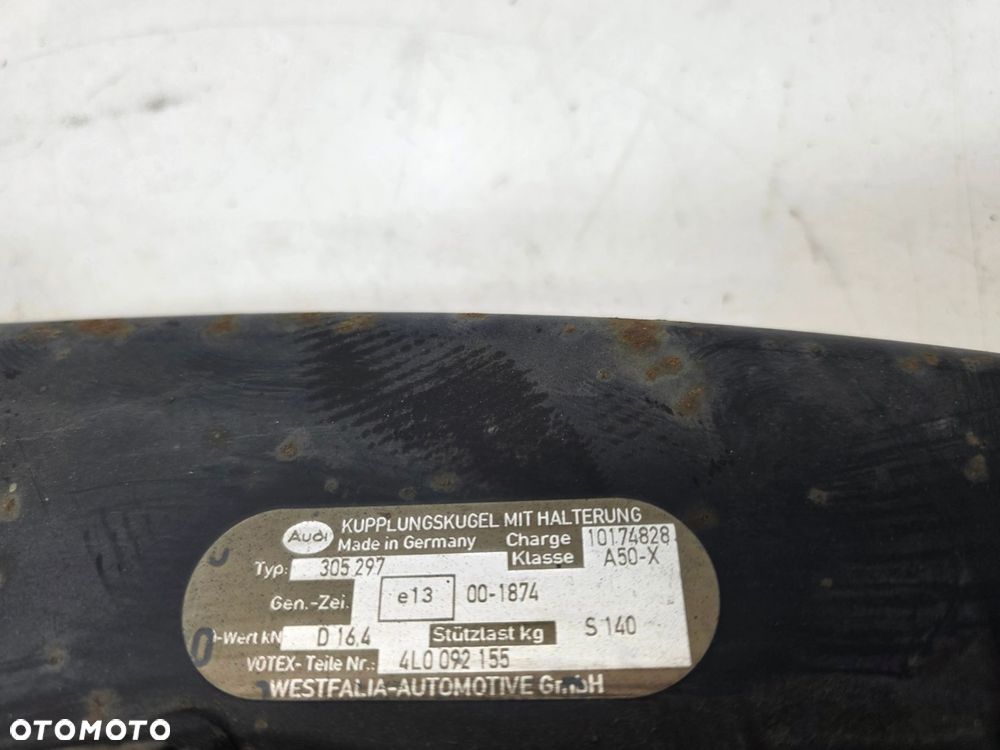 Audi KUPPLUNGSKUGEL MIT HALTERUNG
Made in Germany Charge 10174828
Typ: 305 297 Klasse A50-X
Gen.-Zei. e13 00-1874
-Wert kN D 16,4 Stützlast kg S 140
VOTEX- Teile Nr.: 4L0 092 155
WESTFALIA-AUTOMOTIVE GmbH
OTOMOTO